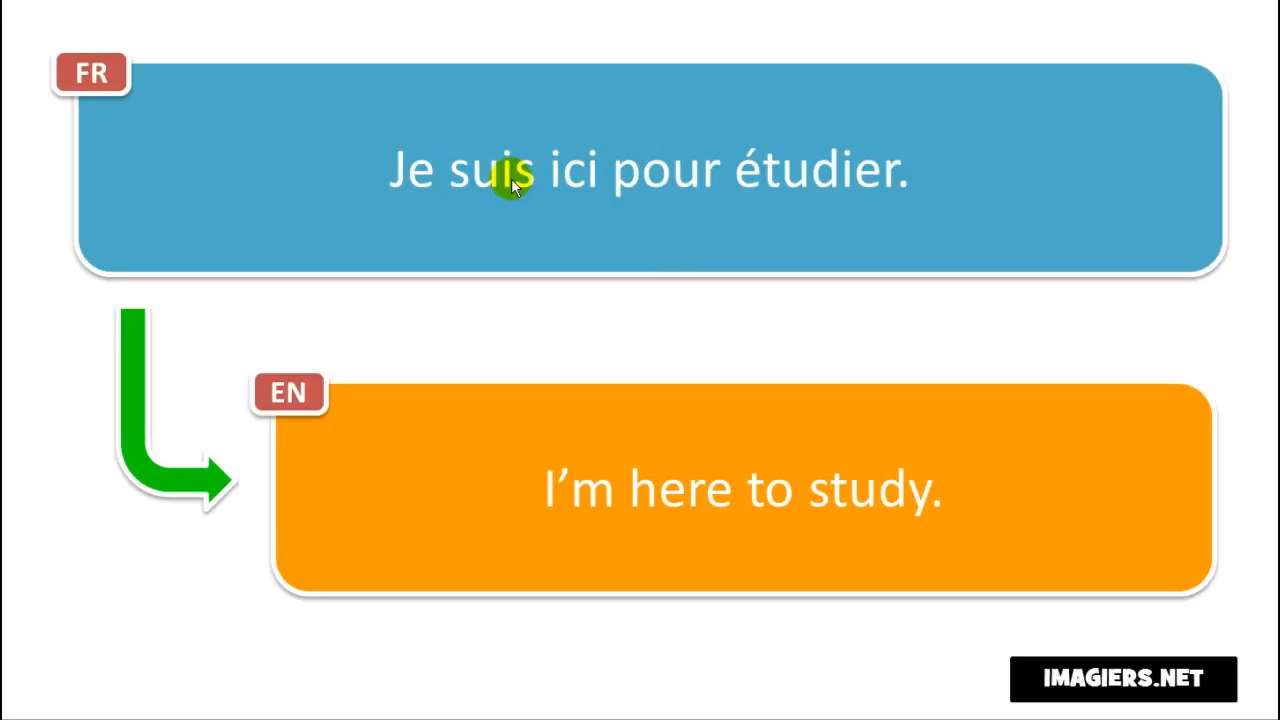 FR
Je suis ici pour étudier.
EN
I’m here to study.
IMAGIERS.NET